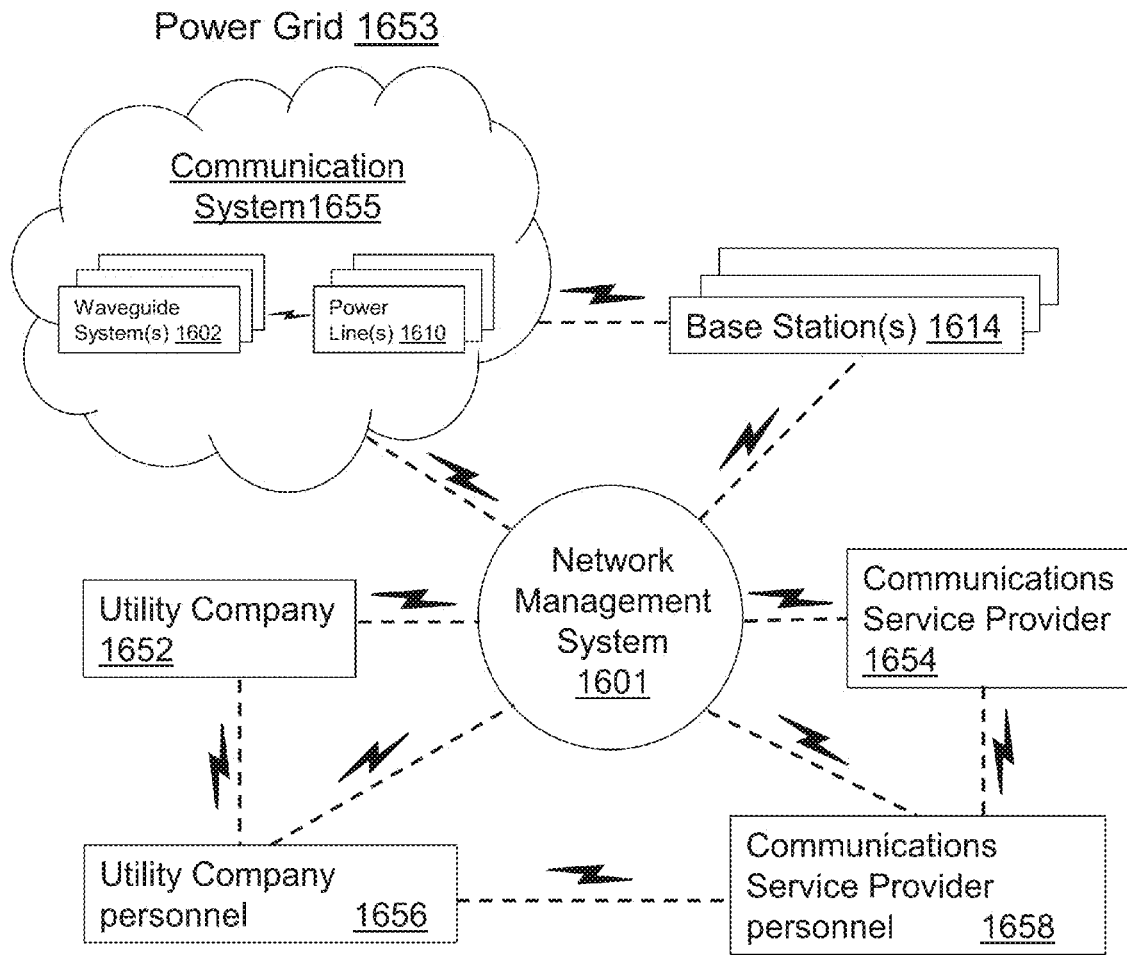 Power Grid 1653
Communication
System1655
Waveguide
System(s) 1602
Power
Line(s) 1610
Base Station(s) 1614
Network
Management
System
1601
Utility Company
1652
Communications
Service Provider
1654
Utility Company
personnel 1656
Communications
Service Provider
personnel 1658